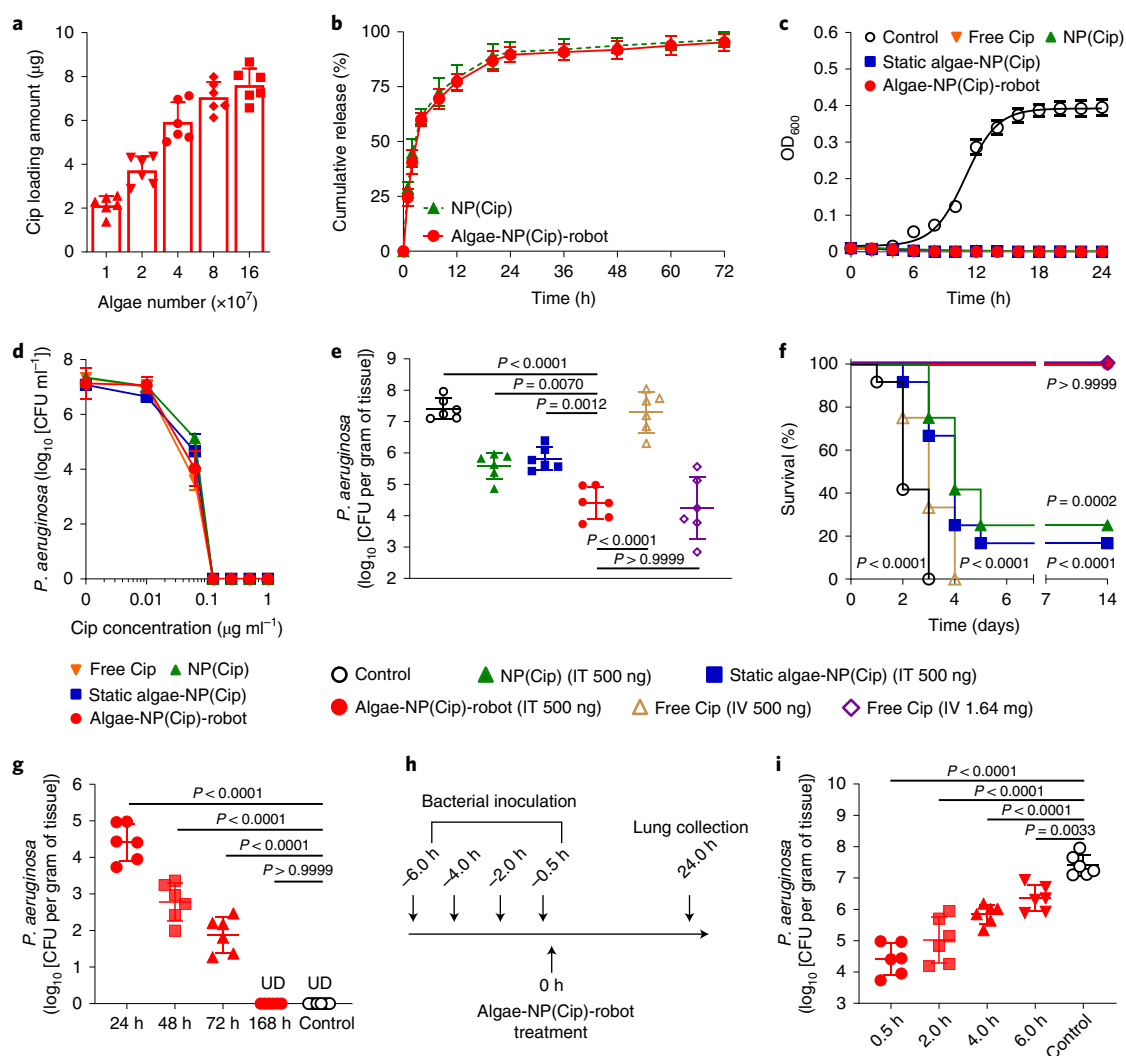 a
Cip loading amount (μg)
10
8
6
4
2
0
1 2 4 8 16
Algae number (×10⁷)
b
Cumulative release (%)
100
75
50
25
0
NP(Cip)
Algae-NP(Cip)-robot
0 12 24 36 48 60 72
Time (h)
c
Control Free Cip NP(Cip)
Static algae-NP(Cip)
Algae-NP(Cip)-robot
OD₆₀₀
0.6
0.5
0.4
0.3
0.2
0.1
0
0 6 12 18 24
Time (h)
d
P. aeruginosa (log₁₀ [CFU ml⁻¹])
8
6
4
2
0
0 0.01 0.1 1
Cip concentration (μg ml⁻¹)
Free Cip NP(Cip)
Static algae-NP(Cip)
Algae-NP(Cip)-robot
e
P. aeruginosa
(log₁₀ [CFU per gram of tissue])
9
8
7
6
5
4
3
2
P < 0.0001
P = 0.0070
P = 0.0012
P < 0.0001
P > 0.9999
f
Survival (%)
100
80
60
40
20
0
P > 0.9999
P = 0.0002
P < 0.0001 P < 0.0001 P < 0.0001
0 2 4 6 7 14
Time (days)
Control NP(Cip) (IT 500 ng) Static algae-NP(Cip) (IT 500 ng)
Algae-NP(Cip)-robot (IT 500 ng) Free Cip (IV 500 ng) Free Cip (IV 1.64 mg)
g
P. aeruginosa
(log₁₀ [CFU per gram of tissue])
6
5
4
3
2
1
0
P < 0.0001
P < 0.0001
P < 0.0001
P > 0.9999
UD UD
24 h 48 h 72 h 168 h Control
h
Bacterial inoculation
Lung collection
–6.0 h –4.0 h –2.0 h –0.5 h 24.0 h
0 h
Algae-NP(Cip)-robot
treatment
i
P. aeruginosa
(log₁₀ [CFU per gram of tissue])
10
9
8
7
6
5
4
3
P < 0.0001
P < 0.0001
P < 0.0001
P = 0.0033
0.5 h 2.0 h 4.0 h 6.0 h Control